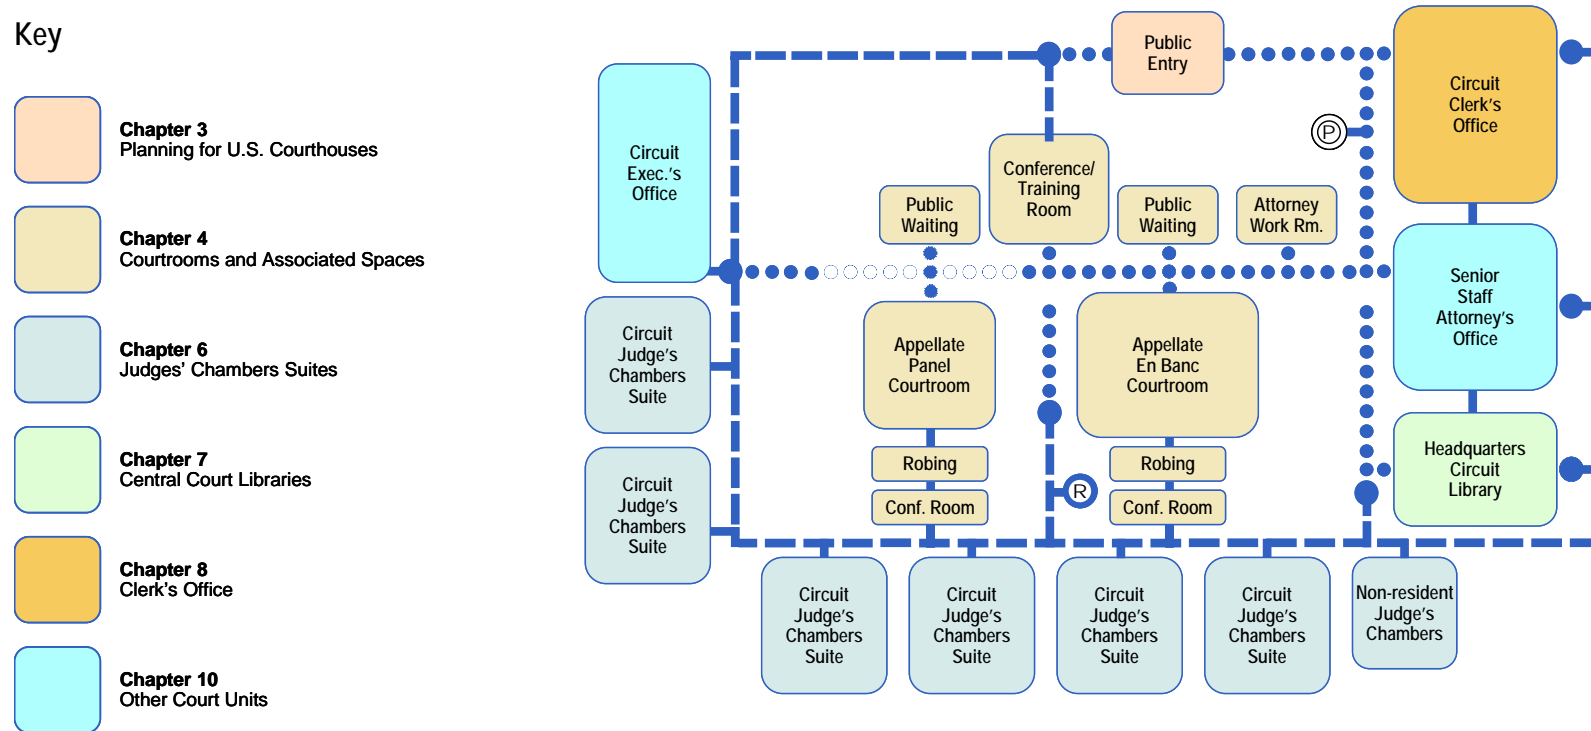 Key
Chapter 3
Planning for U.S. Courthouses
Chapter 4
Courtrooms and Associated Spaces
Chapter 6
Judges' Chambers Suites
Chapter 7
Central Court Libraries
Chapter 8
Clerk's Office
Chapter 10
Other Court Units
Public
Entry
Circuit
Clerk's
Office
P
Circuit
Exec.'s
Office
Conference/
Training
Room
Public
Waiting
Public
Waiting
Attorney
Work Rm.
Senior
Staff
Attorney's
Office
Circuit
Judge's
Chambers
Suite
Appellate
Panel
Courtroom
Appellate
En Banc
Courtroom
Headquarters
Circuit
Library
Circuit
Judge's
Chambers
Suite
Robing
Robing
R
Conf. Room
Conf. Room
Circuit
Judge's
Chambers
Suite
Circuit
Judge's
Chambers
Suite
Circuit
Judge's
Chambers
Suite
Circuit
Judge's
Chambers
Suite
Non-resident
Judge's
Chambers